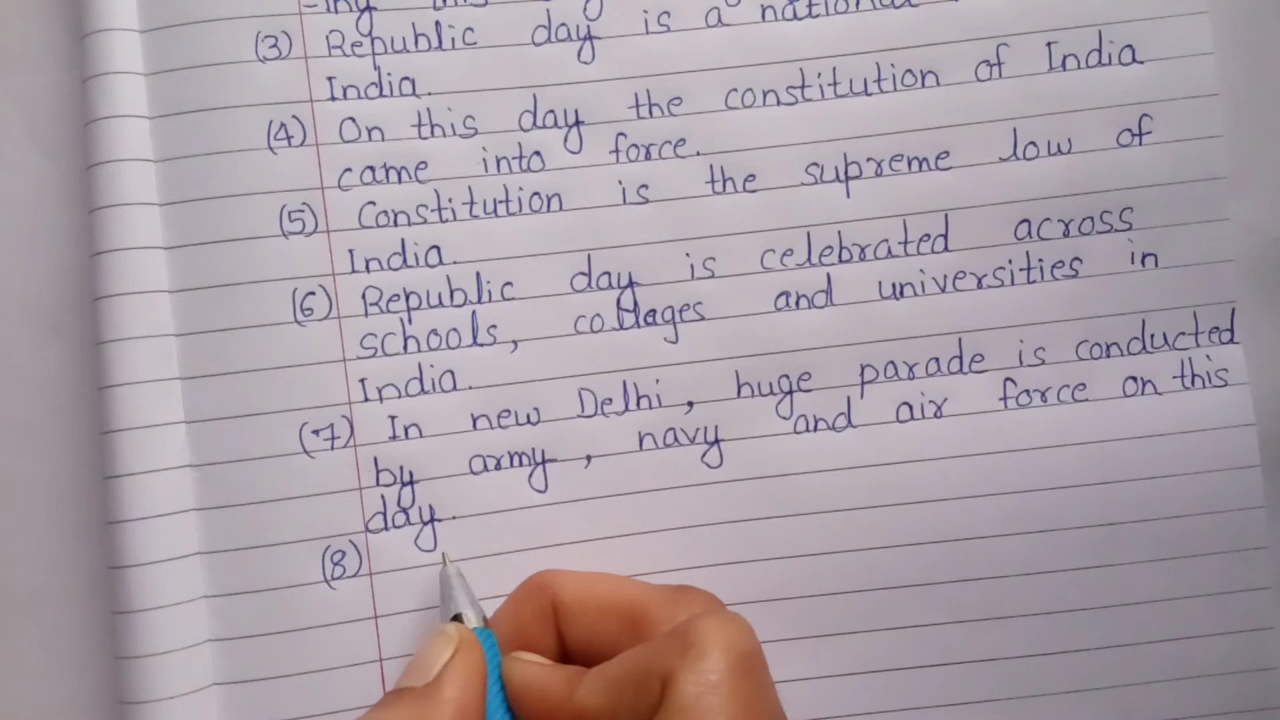 (3) Republic day is a national
India.
(4) On this day the constitution of India
came into force.
(5) Constitution is the supreme low of
India.
(6) Republic day is celebrated across
schools, collages and universities in
India.
(7) In new Delhi, huge parade is conducted
by army, navy and air force on this
day.
(8)